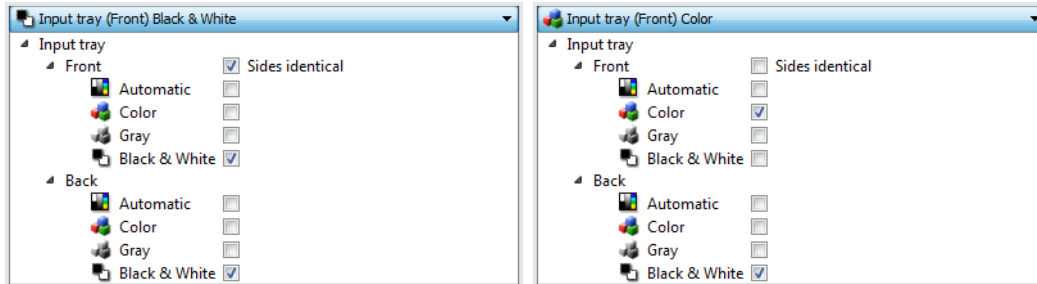 Input tray (Front) Black & White
Input tray
Front Sides identical
Automatic
Color
Gray
Black & White
Back
Automatic
Color
Gray
Black & White
Input tray (Front) Color
Input tray
Front Sides identical
Automatic
Color
Gray
Black & White
Back
Automatic
Color
Gray
Black & White